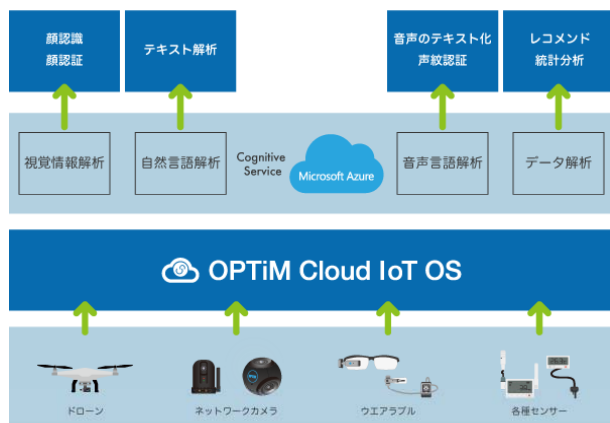 顔認識
顔認証
テキスト解析
音声のテキスト化
声紋認証
レコメンド
統計分析
視覚情報解析
自然言語解析
Cognitive
Service
Microsoft Azure
音声言語解析
データ解析
OPTiM Cloud IoT OS
ドローン
ネットワークカメラ
ウエアラブル
各種センサー